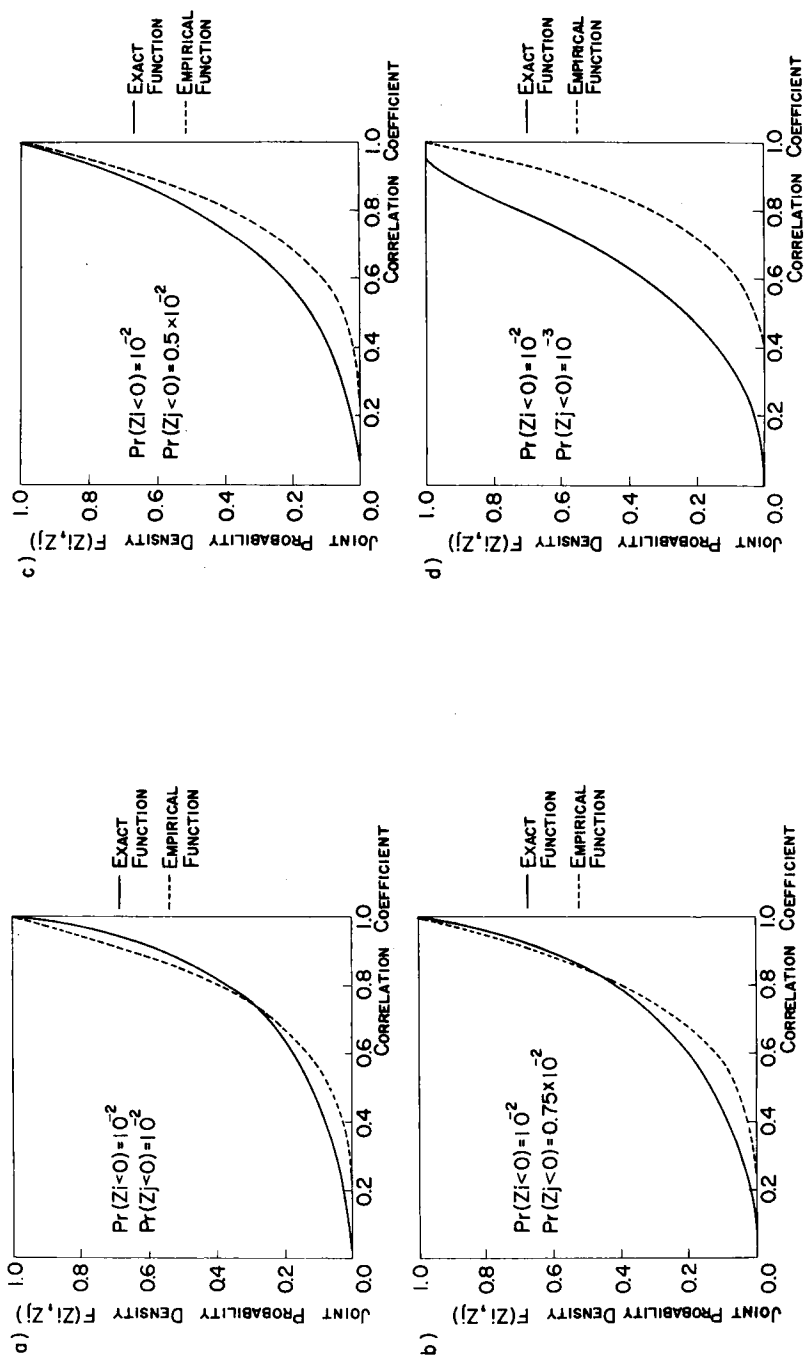 a)
JOINT PROBABILITY DENSITY F(Zi,Zj)
1.0
0.8
0.6
0.4
0.2
0.0
Pr(Zi<0)=10^-2
Pr(Zj<0)=10^-2
0.2
0.4
0.6
0.8
1.0
CORRELATION COEFFICIENT
EXACT
FUNCTION
EMPIRICAL
FUNCTION
b)
JOINT PROBABILITY DENSITY F(Zi,Zj)
1.0
0.8
0.6
0.4
0.2
0.0
Pr(Zi<0)=10^-2
Pr(Zj<0)=0.75×10^-2
0.2
0.4
0.6
0.8
1.0
CORRELATION COEFFICIENT
EXACT
FUNCTION
EMPIRICAL
FUNCTION
c)
JOINT PROBABILITY DENSITY F(Zi,Zj)
1.0
0.8
0.6
0.4
0.2
0.0
Pr(Zi<0)=10^-2
Pr(Zj<0)=0.5×10^-2
0.2
0.4
0.6
0.8
1.0
CORRELATION COEFFICIENT
EXACT
FUNCTION
EMPIRICAL
FUNCTION
d)
JOINT PROBABILITY DENSITY F(Zi,Zj)
1.0
0.8
0.6
0.4
0.2
0.0
Pr(Zi<0)=10^-2
Pr(Zj<0)=10^-3
0.2
0.4
0.6
0.8
1.0
CORRELATION COEFFICIENT
EXACT
FUNCTION
EMPIRICAL
FUNCTION